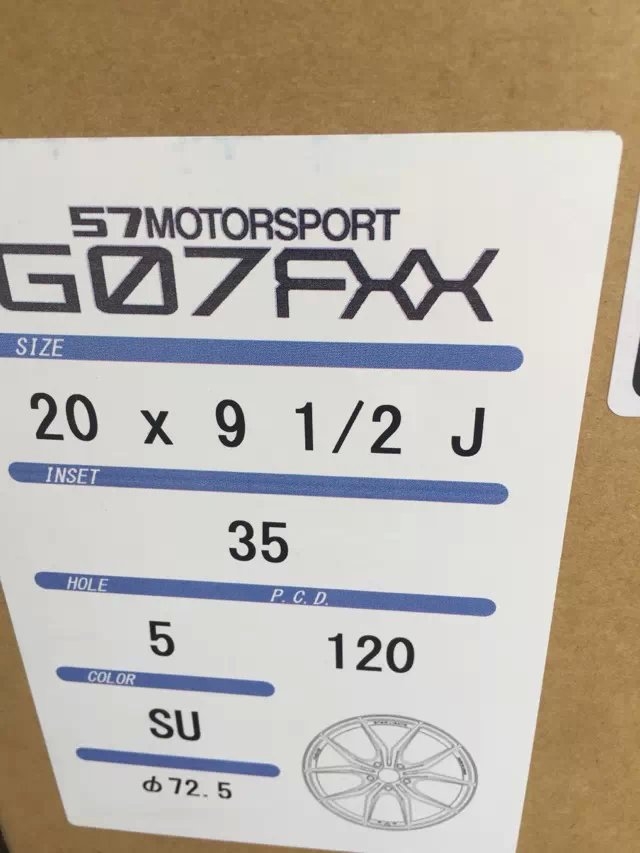 57MOTORSPORT
G07FXX
SIZE
20 x 9 1/2 J
INSET
35
HOLE P.C.D.
5 120
COLOR
SU
φ72.5